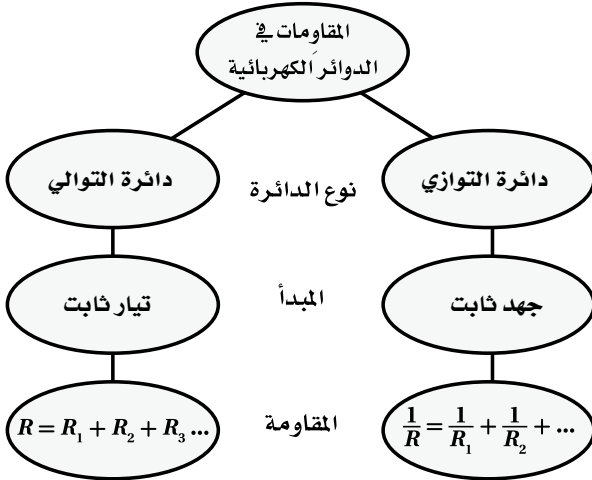 المقاومات في
الدوائر الكهربائية
دائرة التوازي
نوع الدائرة
دائرة التوالي
جهد ثابت
المبدأ
تيار ثابت
1/R = 1/R₁ + 1/R₂ + ...
المقاومة
R = R₁ + R₂ + R₃ ...